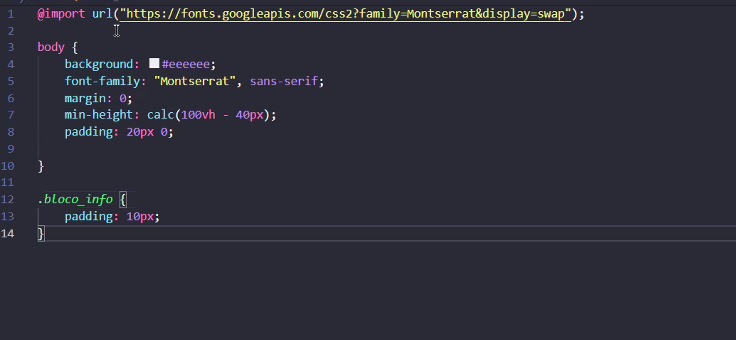 1 @import url("https://fonts.googleapis.com/css2?family=Montserrat&display=swap");
2
3 body {
4 background: #eeeeee;
5 font-family: "Montserrat", sans-serif;
6 margin: 0;
7 min-height: calc(100vh - 40px);
8 padding: 20px 0;
9
10 }
11
12 .bloco_info {
13 padding: 10px;
14 }